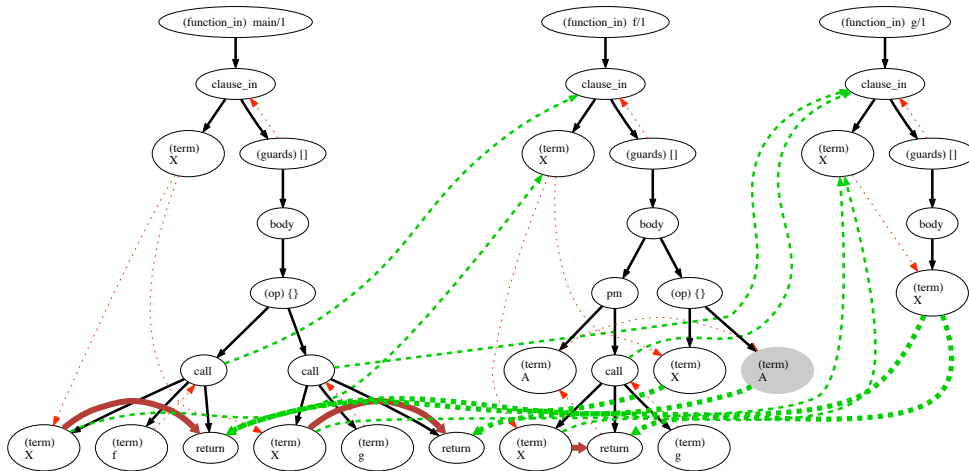 (function_in) main/1
(function_in) f/1
(function_in) g/1
clause_in
clause_in
clause_in
(term)
X
(guards) []
(term)
X
(guards) []
(term)
X
(guards) []
body
body
body
(op) {}
pm
(op) {}
(term)
X
call
call
(term)
A
call
(term)
X
(term)
A
(term)
X
(term)
f
return
(term)
X
(term)
g
return
(term)
X
return
(term)
g